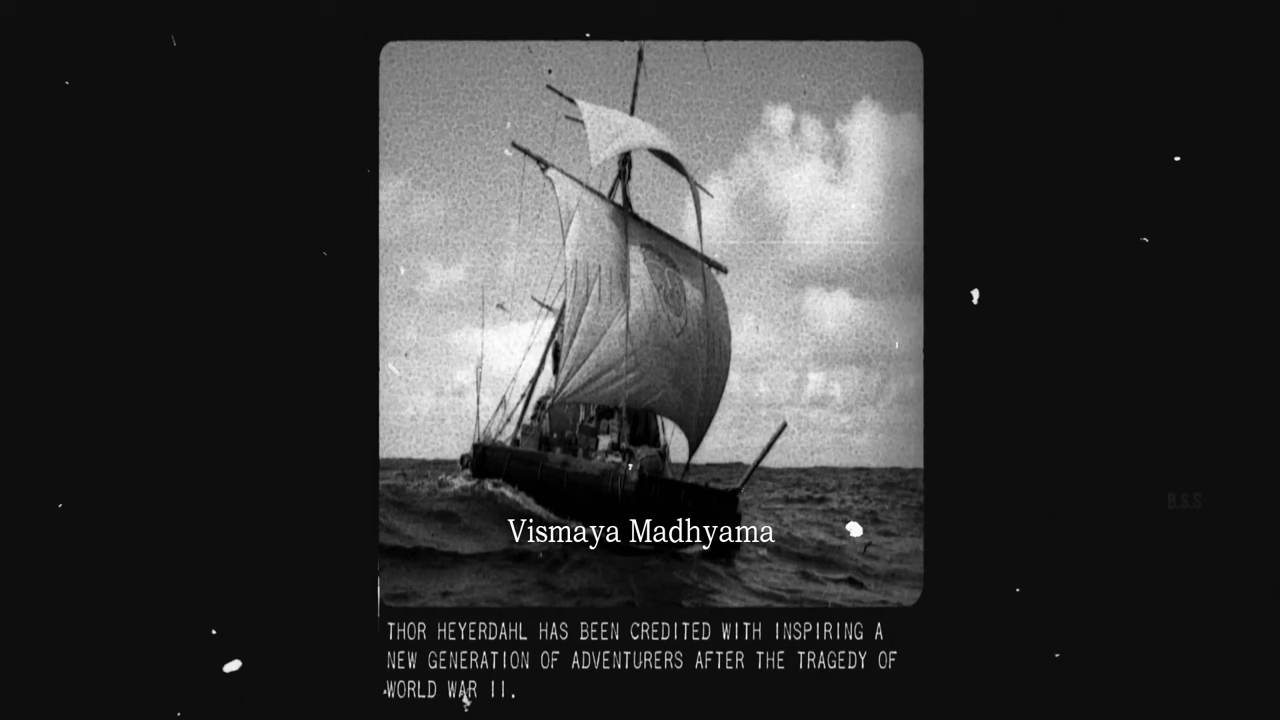 Vismaya Madhyama
B.S.S
THOR HEYERDAHL HAS BEEN CREDITED WITH INSPIRING A
NEW GENERATION OF ADVENTURERS AFTER THE TRAGEDY OF
WORLD WAR II.